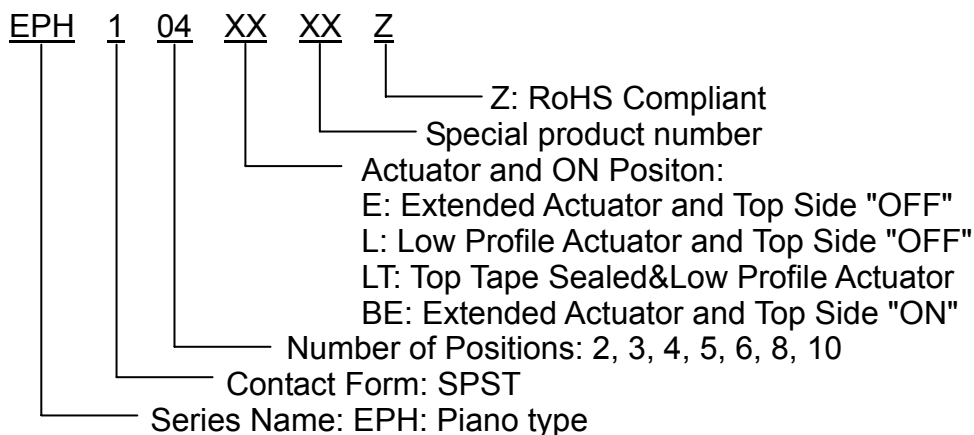 EPH 1 04 XX XX Z
Z: RoHS Compliant
Special product number
Actuator and ON Positon:
E: Extended Actuator and Top Side "OFF"
L: Low Profile Actuator and Top Side "OFF"
LT: Top Tape Sealed&Low Profile Actuator
BE: Extended Actuator and Top Side "ON"
Number of Positions: 2, 3, 4, 5, 6, 8, 10
Contact Form: SPST
Series Name: EPH: Piano type